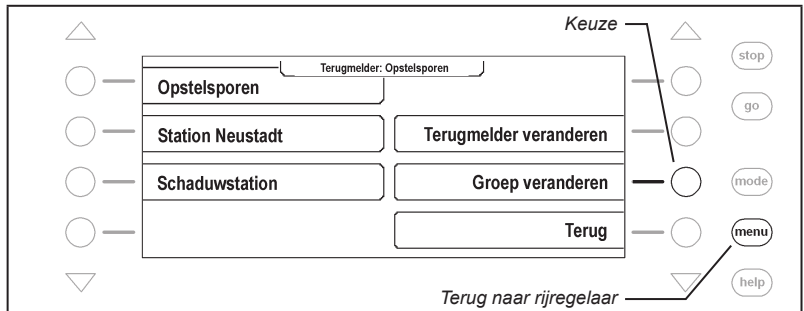 Keuze
stop
Terugmelder: Opstelsporen
Opstelsporen
go
Station Neustadt
Terugmelder veranderen
Schaduwstation
Groep veranderen
mode
Terug
menu
help
Terug naar rijregelaar